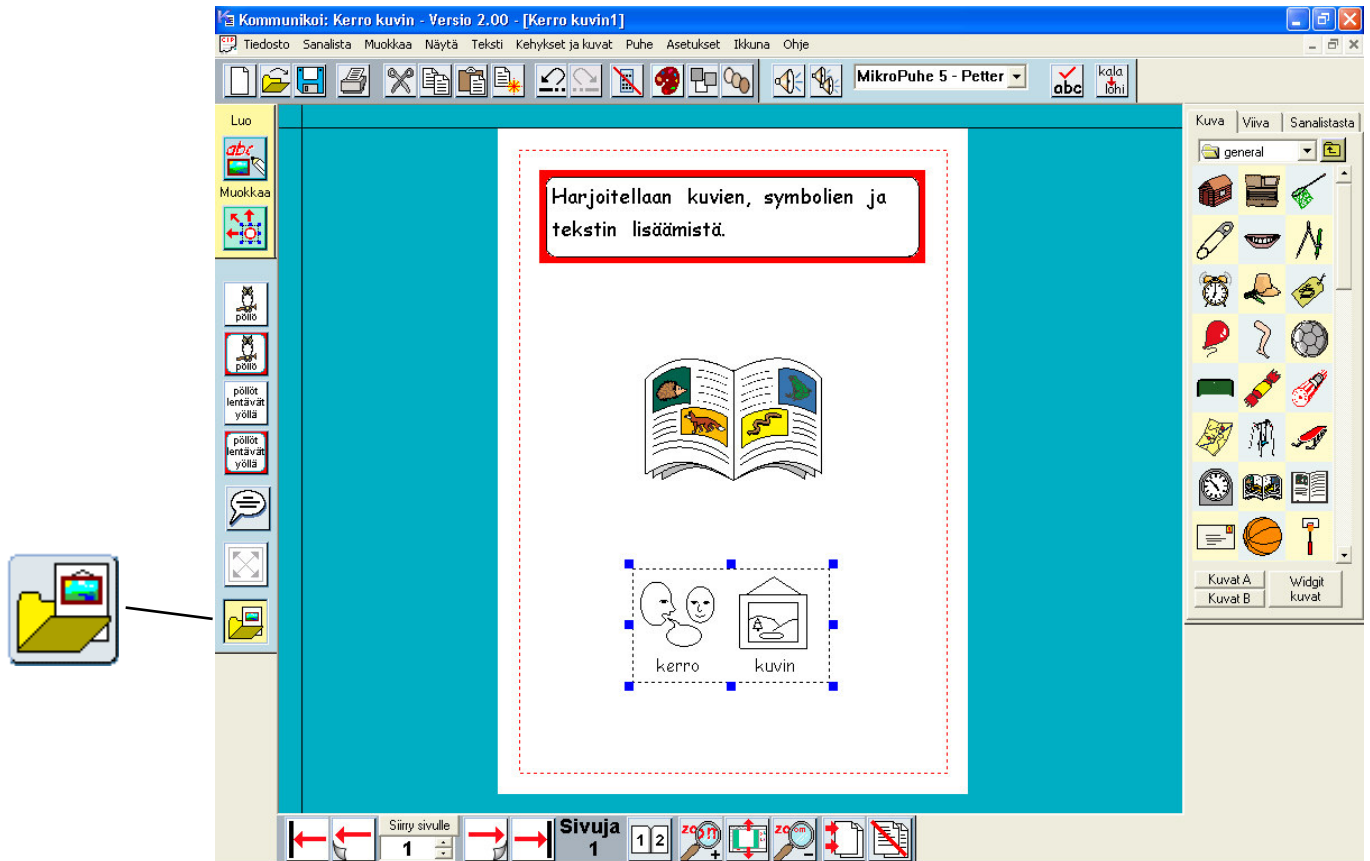 Kommunikoi: Kerro kuvin - Versio 2.00 - [Kerro kuvin1]
Tiedosto Sanalista Muokkaa Näytä Teksti Kehykset ja kuvat Puhe Asetukset Ikkuna Ohje
MikroPuhe 5 - Petter
abc
kala
lohi
Luo
abc
Muokkaa
pöllö
pöllö
pöllöt
lentävät
yöllä
pöllöt
lentävät
yöllä
Harjoitellaan kuvien, symbolien ja
tekstin lisäämistä.
kerro kuvin
Kuva Viiva Sanalistasta
general
Kuvat A
Kuvat B
Widgit
kuvat
Siirry sivulle
1
Sivuja
1
1 2
zoom
+
zoom
-